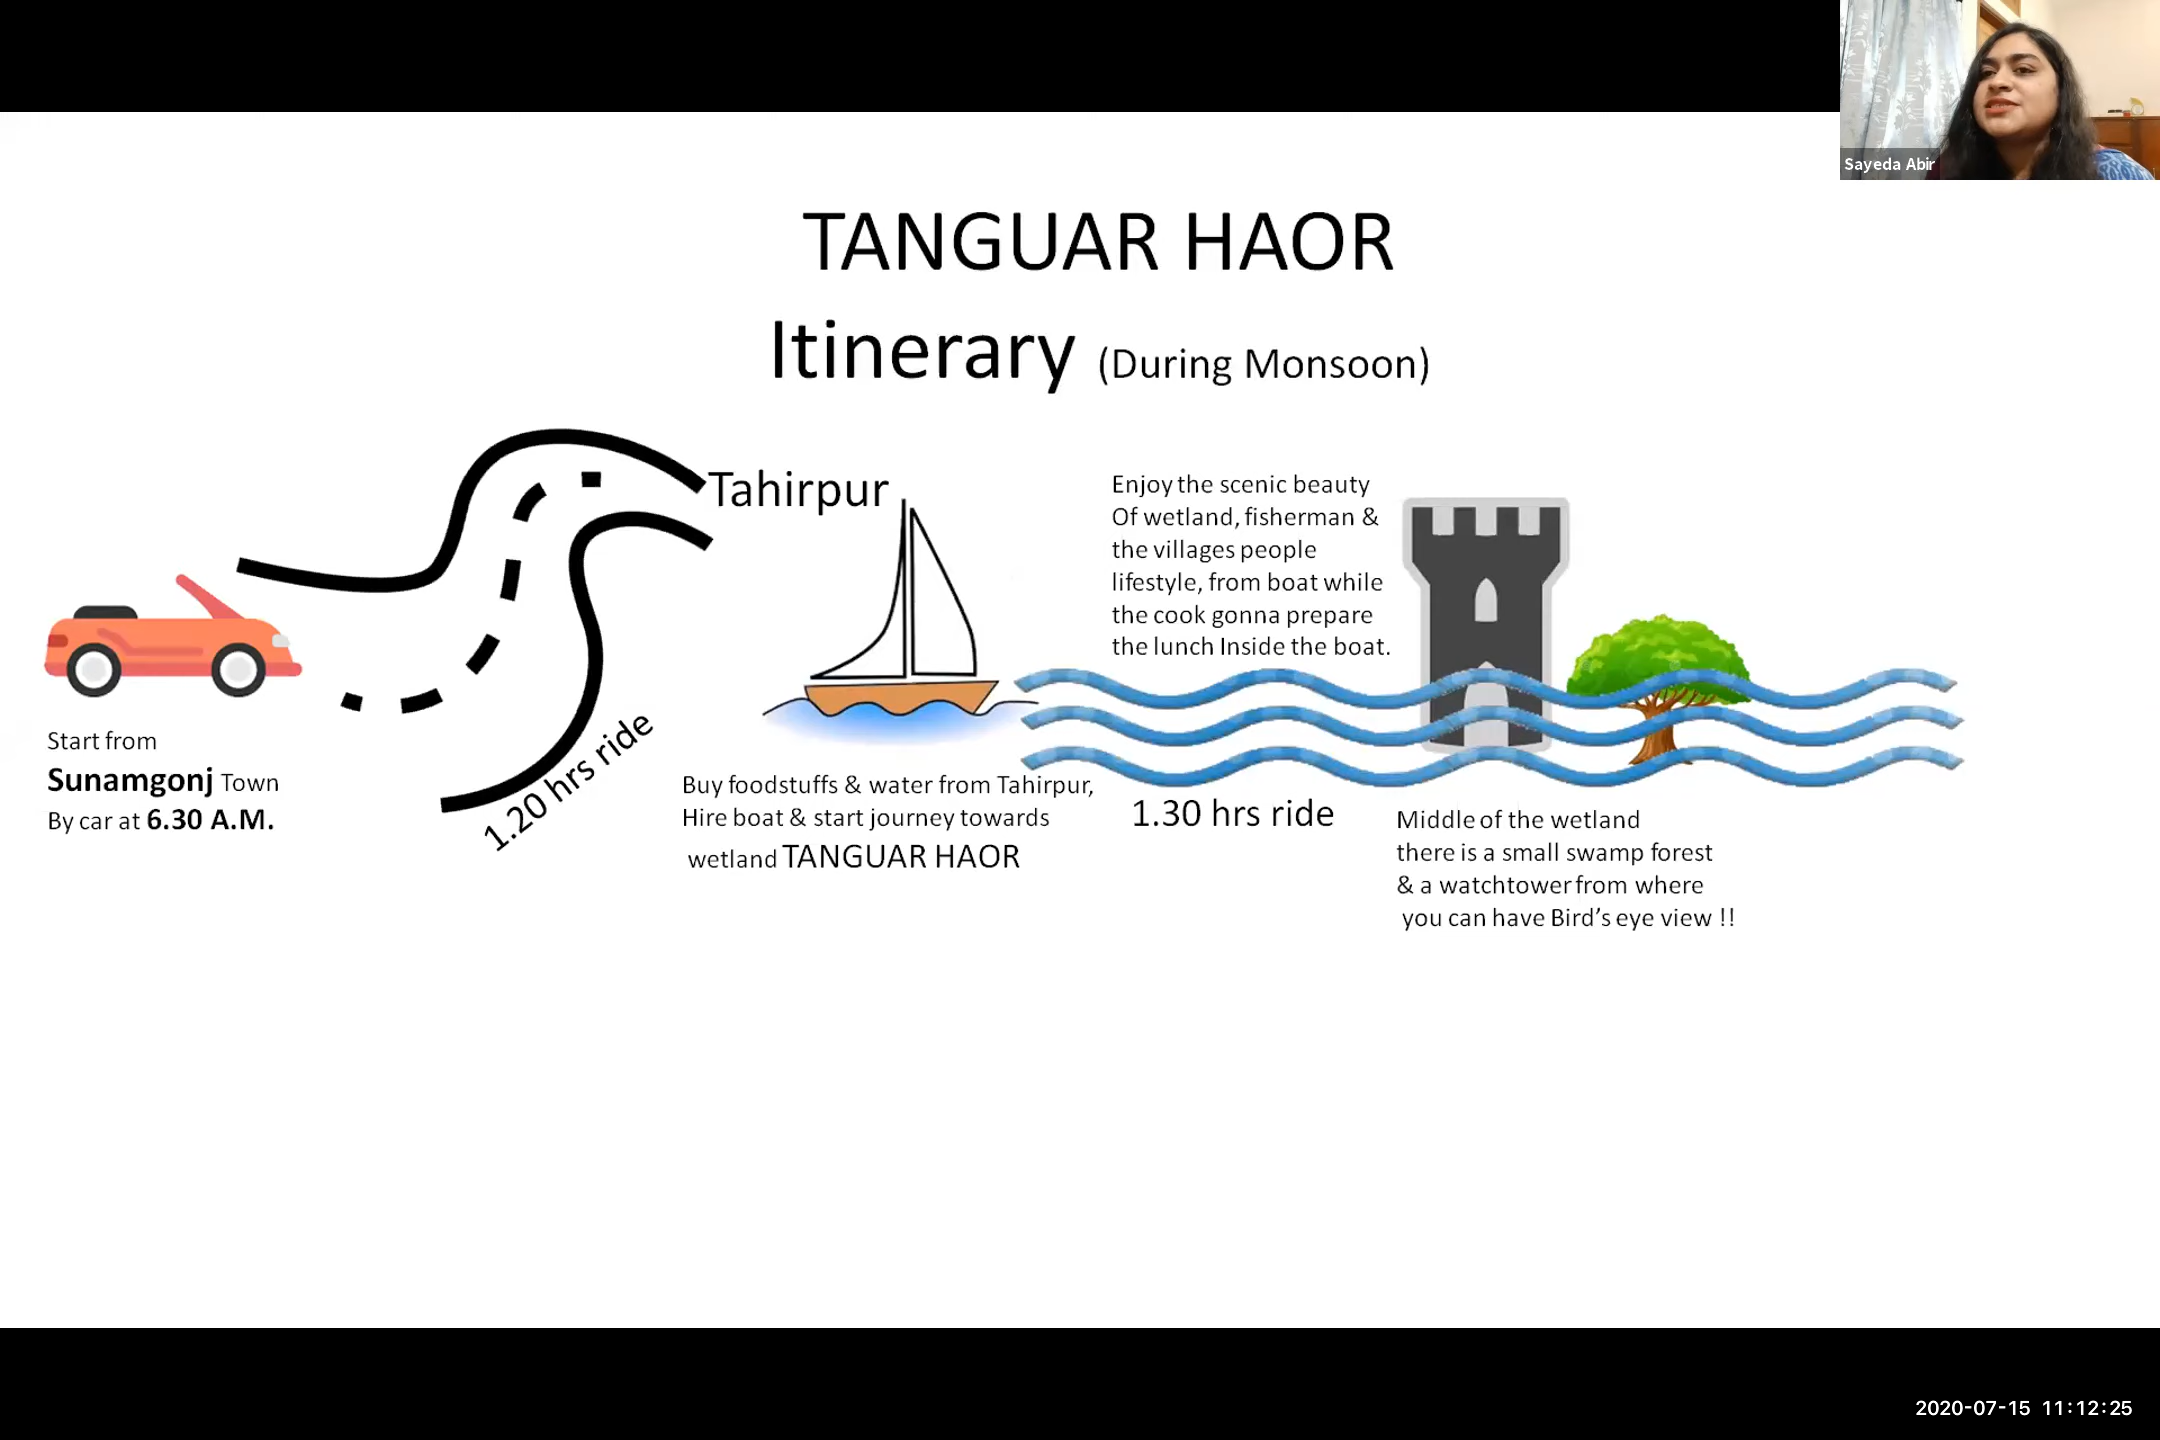 Sayeda Abir
TANGUAR HAOR
Itinerary (During Monsoon)
Tahirpur
Enjoy the scenic beauty
Of wetland, fisherman &
the villages people
lifestyle, from boat while
the cook gonna prepare
the lunch Inside the boat.
Start from
Sunamgonj Town
By car at 6.30 A.M.
1.20 hrs ride
Buy foodstuffs & water from Tahirpur,
Hire boat & start journey towards
wetland TANGUAR HAOR
1.30 hrs ride
Middle of the wetland
there is a small swamp forest
& a watchtower from where
you can have Bird’s eye view !!
2020-07-15 11:12:25